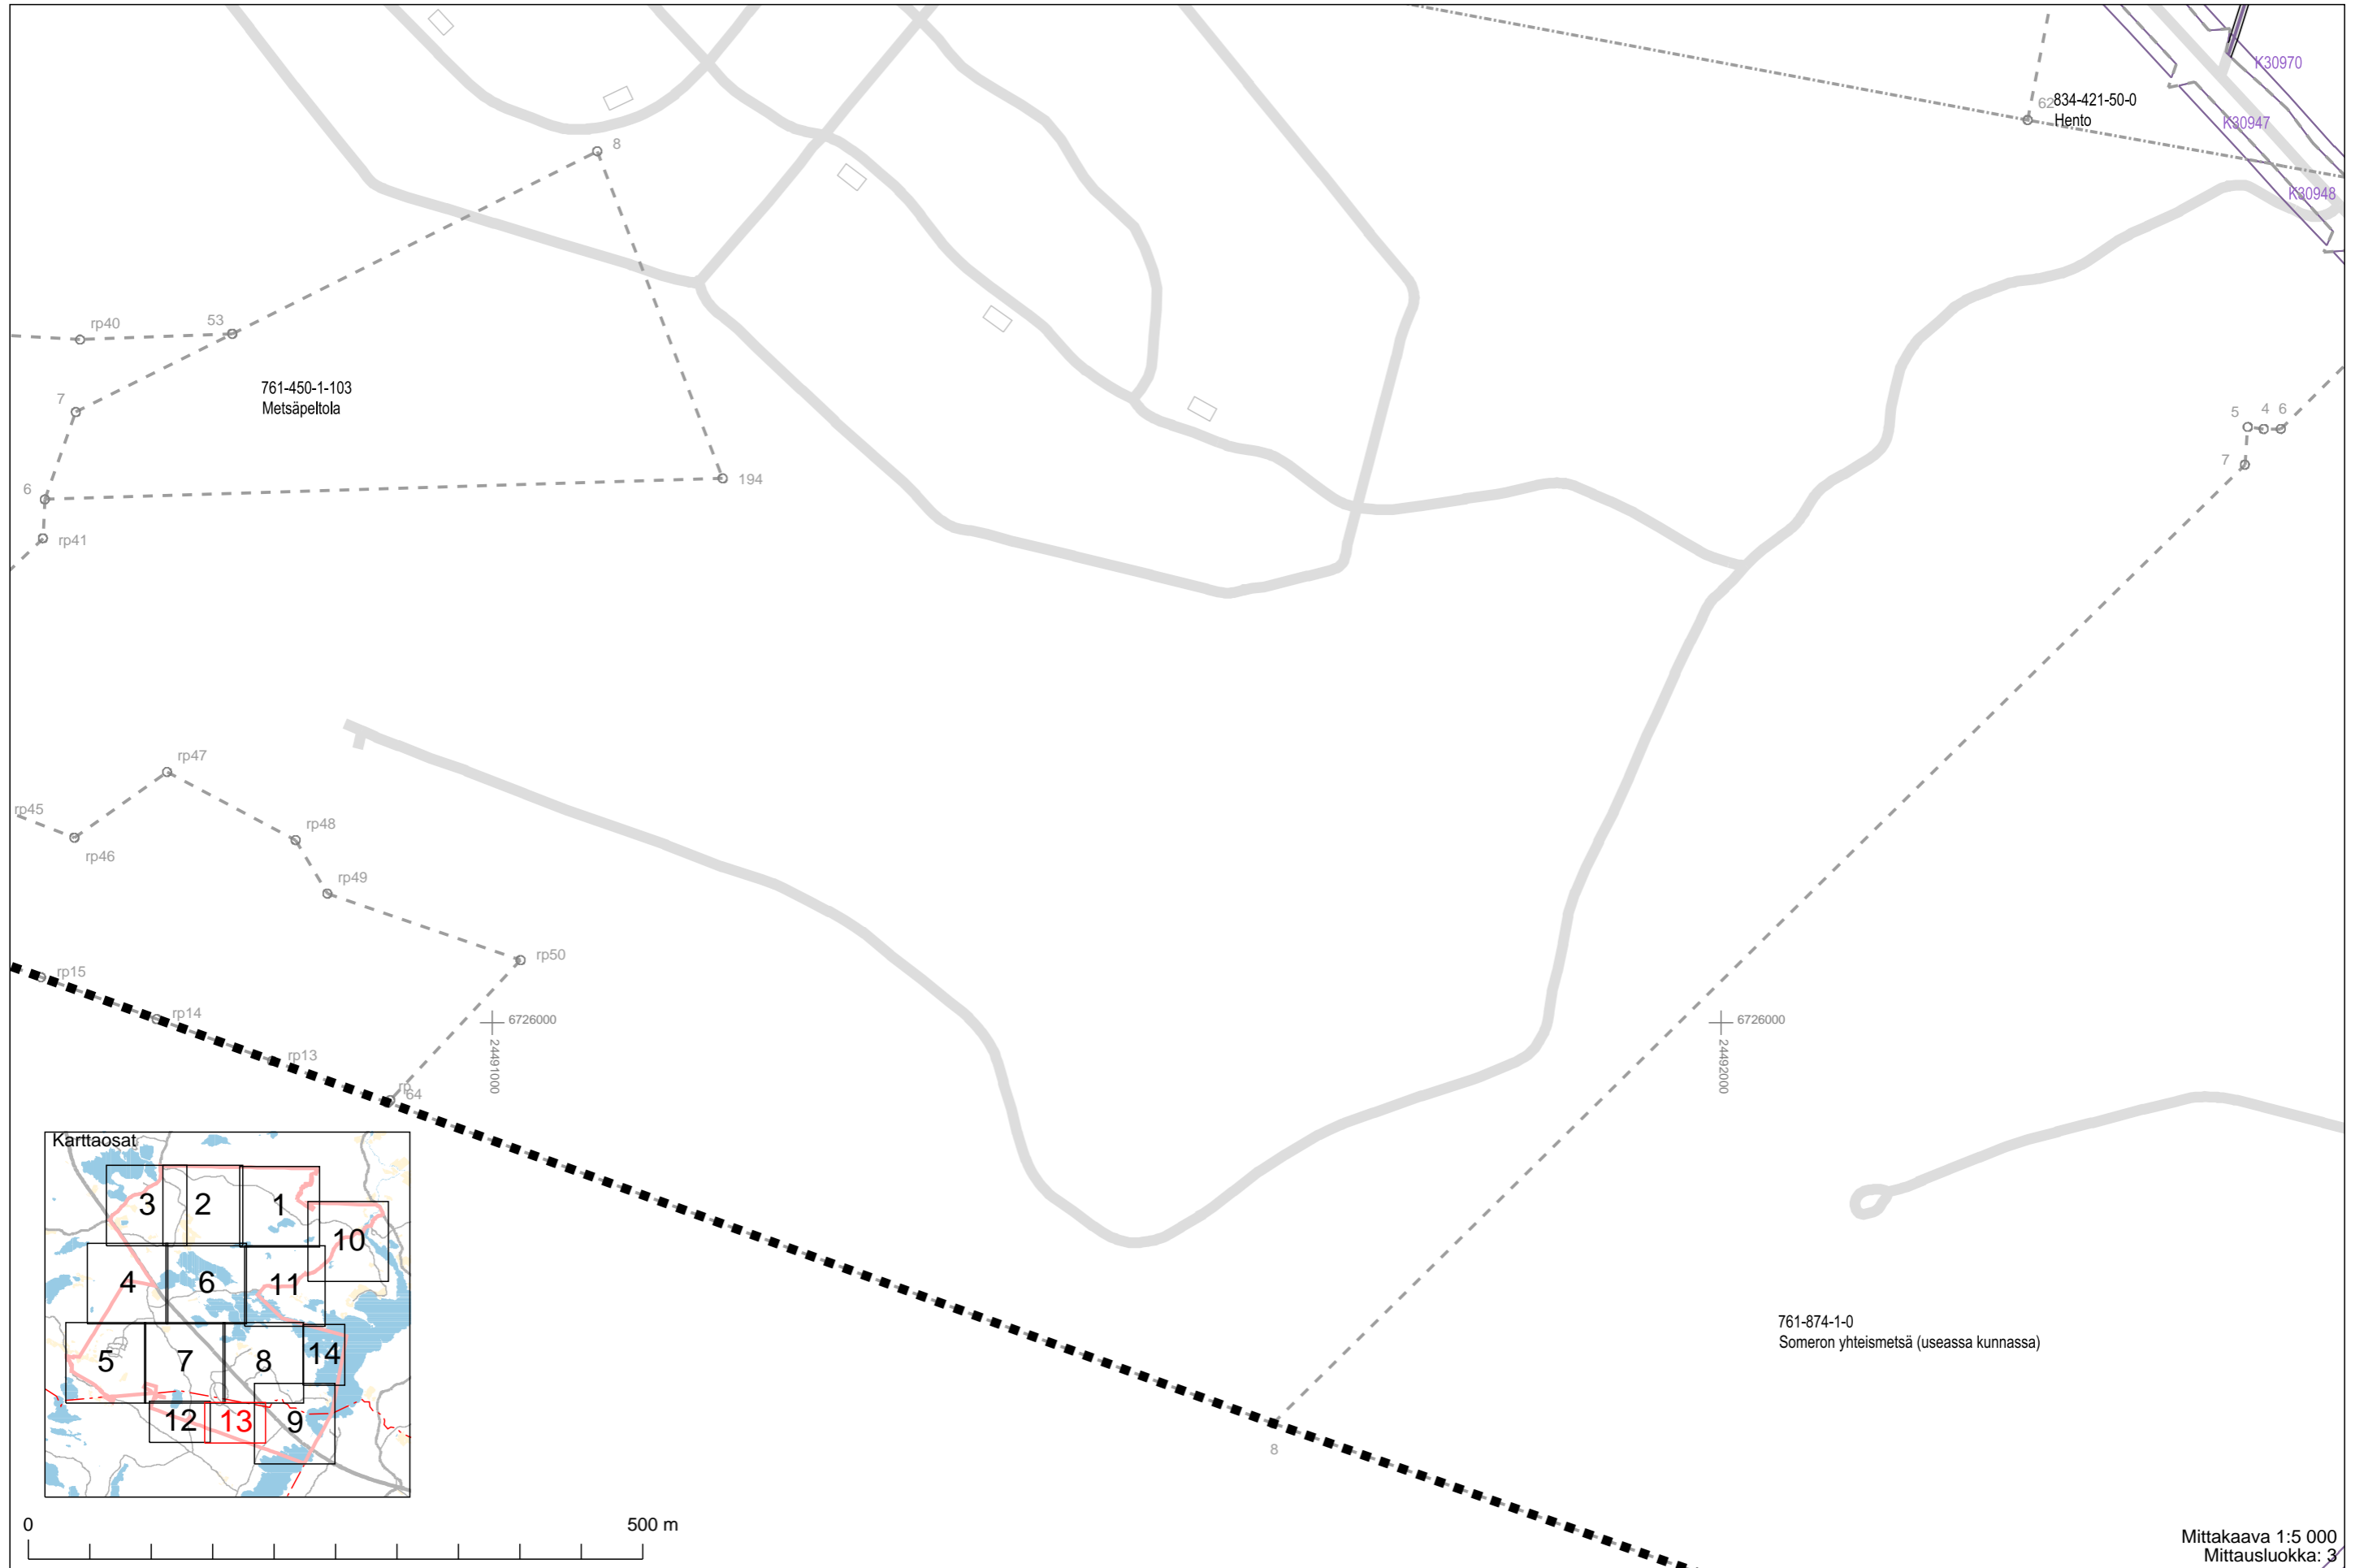 K30970
62
834-421-50-0
Hento
K30947
K30948
8
rp40
53
761-450-1-103
Metsäpeltola
7
5 4 6
7
6
194
rp41
rp47
rp45
rp48
rp46
rp49
rp50
rp15
rp14
6726000
24491000
6726000
24492000
rp13
rp
64
Karttaosat
3
2
1
10
4
6
11
5
7
8
14
12
13
9
761-874-1-0
Someron yhteismetsä (useassa kunnassa)
8
0
500 m
Mittakaava 1:5 000
Mittausluokka: 3